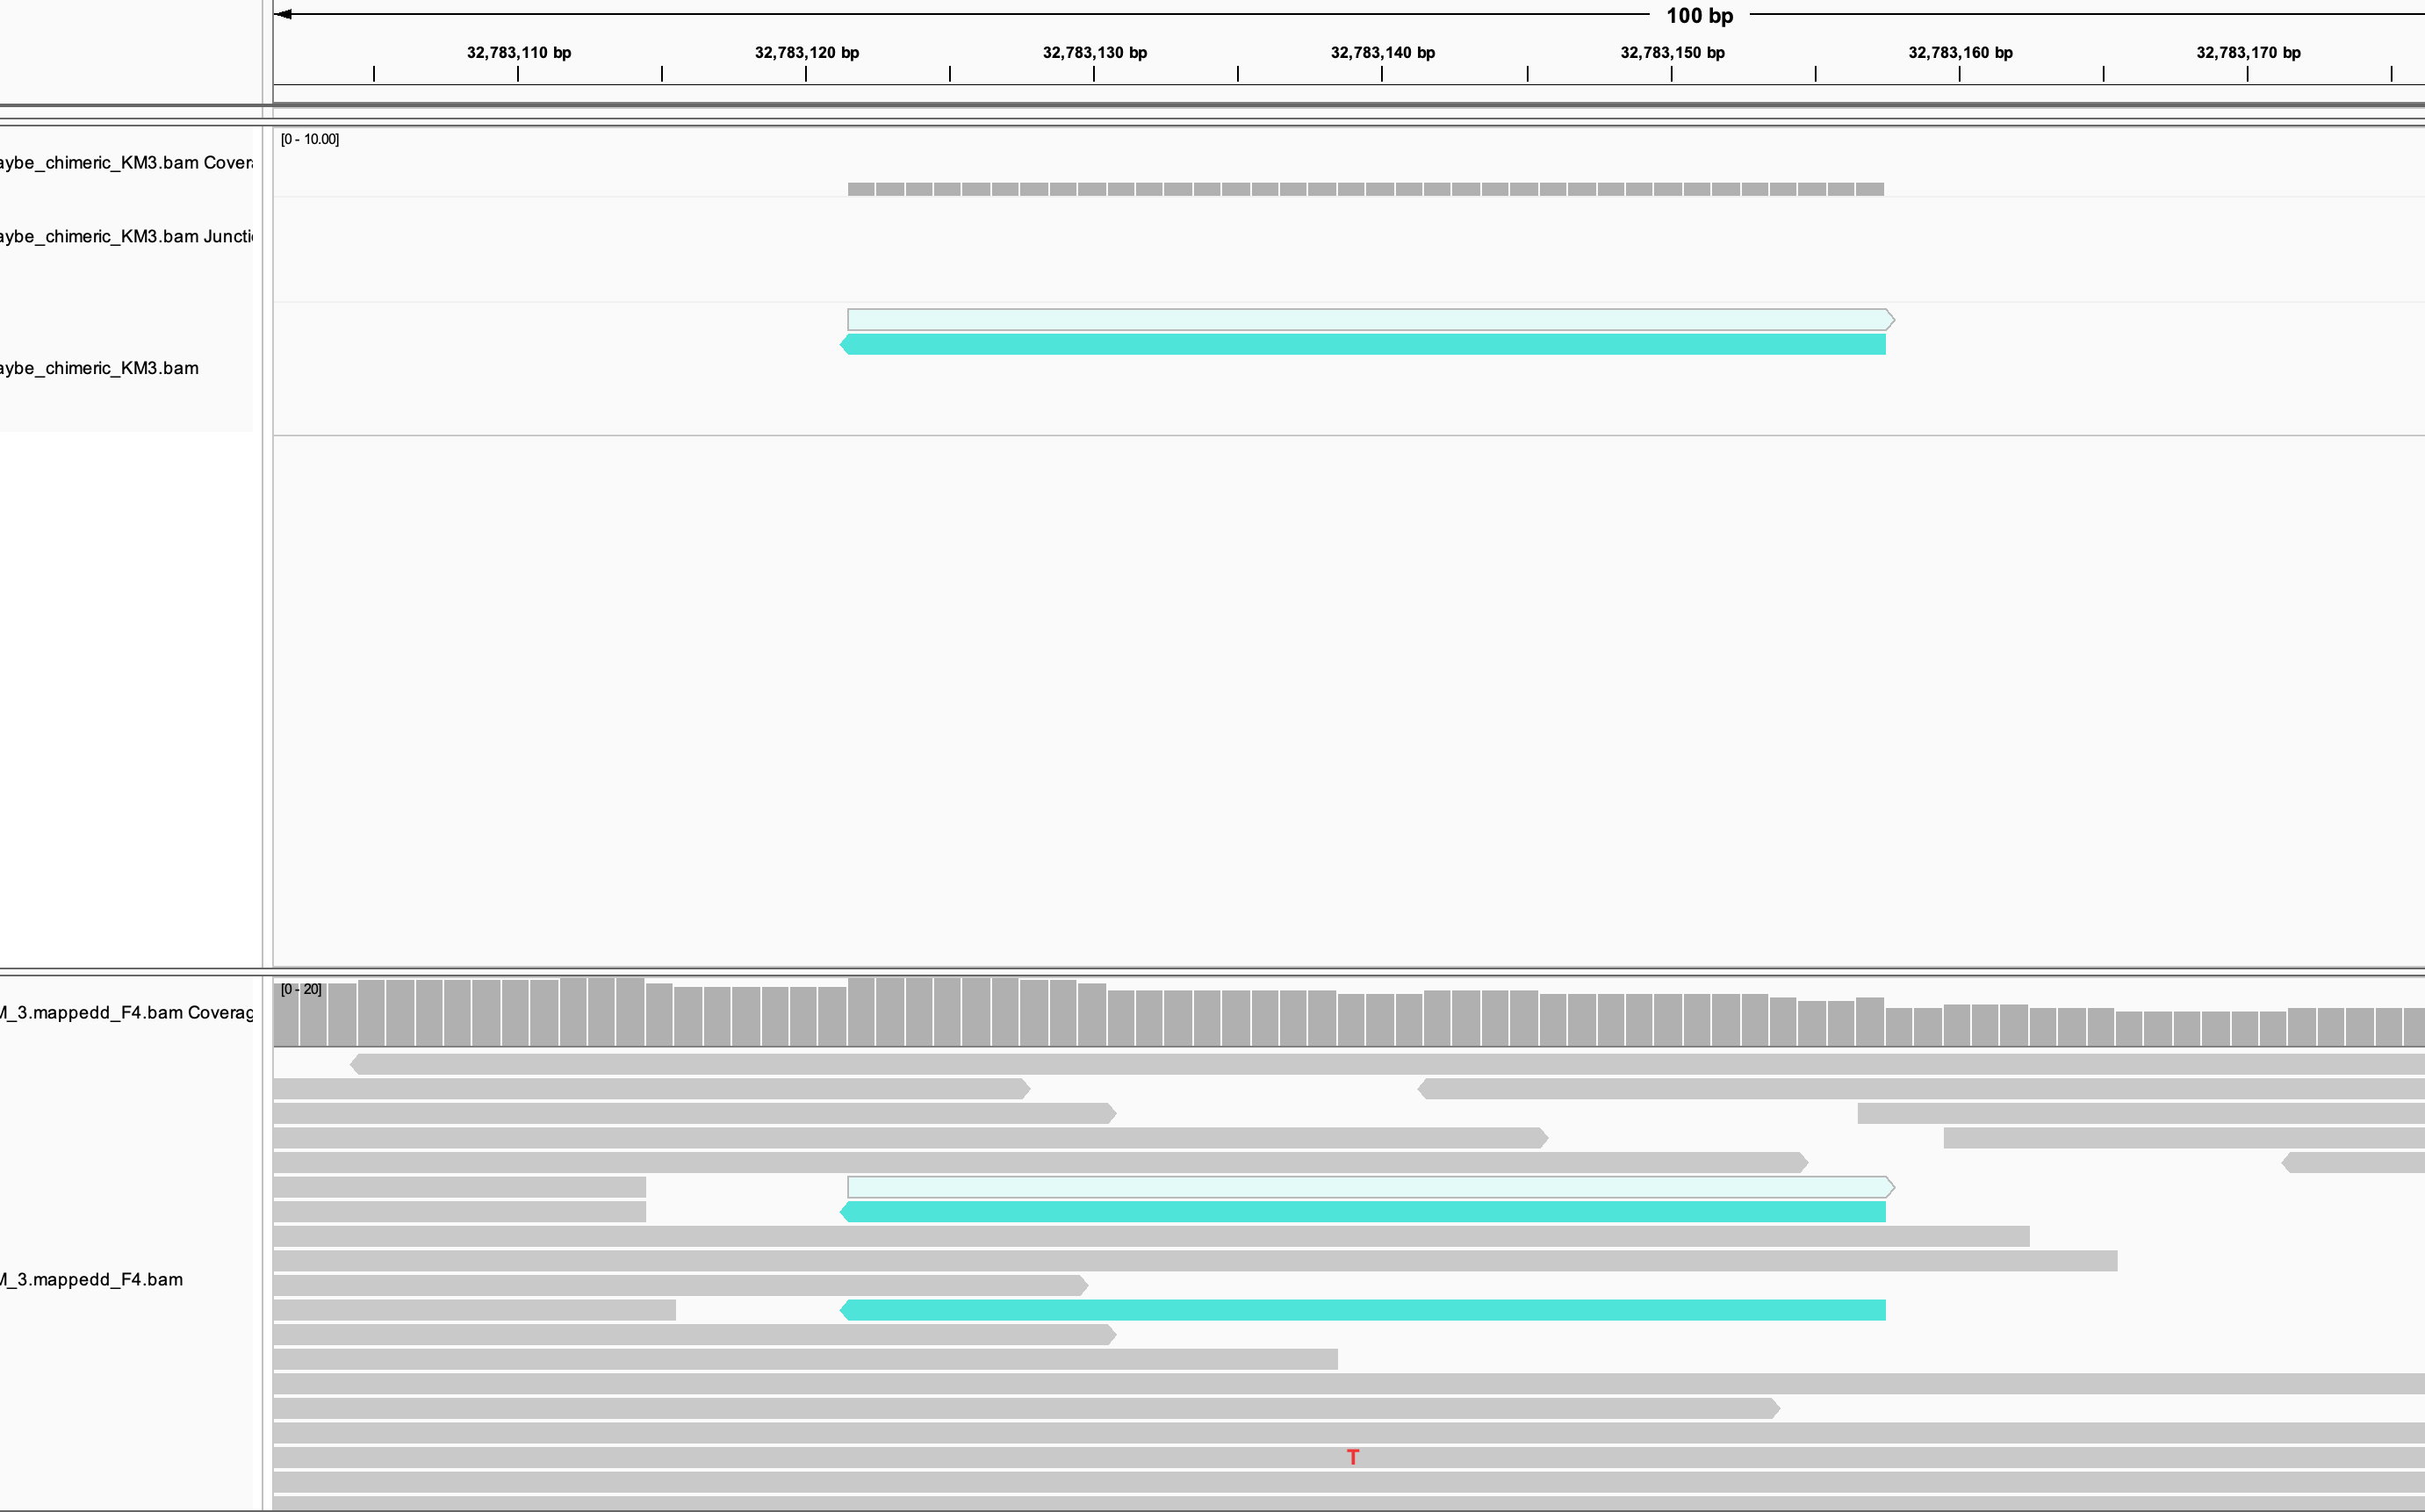 100 bp
32,783,110 bp 32,783,120 bp 32,783,130 bp 32,783,140 bp 32,783,150 bp 32,783,160 bp 32,783,170 bp
[0 - 10.00]
aybe_chimeric_KM3.bam Cover
aybe_chimeric_KM3.bam Juncti
aybe_chimeric_KM3.bam
[0 - 20]
M_3.mappedd_F4.bam Coverag
M_3.mappedd_F4.bam
T